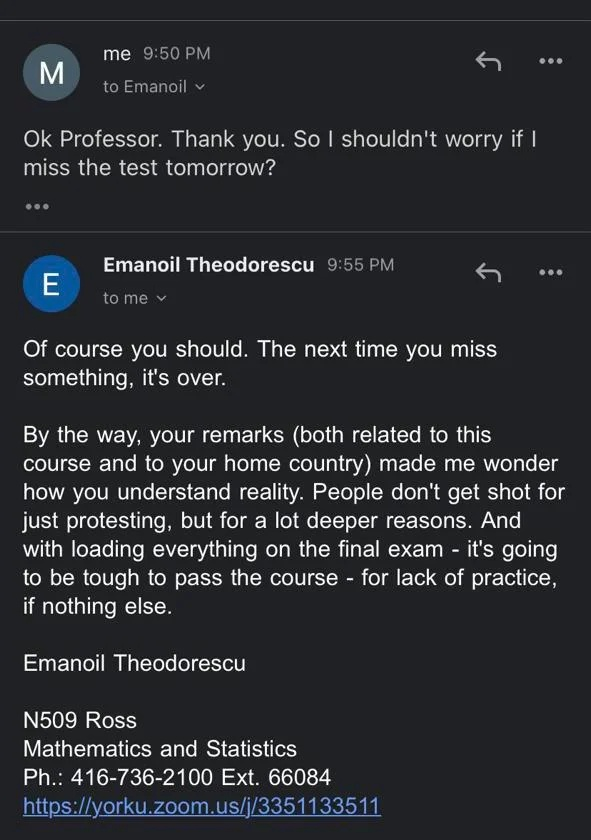 me 9:50 PM
M
to Emanoil
Ok Professor. Thank you. So I shouldn't worry if I
miss the test tomorrow?
Emanoil Theodorescu 9:55 PM
E
to me
Of course you should. The next time you miss
something, it's over.
By the way, your remarks (both related to this
course and to your home country) made me wonder
how you understand reality. People don't get shot for
just protesting, but for a lot deeper reasons. And
with loading everything on the final exam - it's going
to be tough to pass the course - for lack of practice,
if nothing else.
Emanoil Theodorescu
N509 Ross
Mathematics and Statistics
Ph.: 416-736-2100 Ext. 66084
https://yorku.zoom.us/j/3351133511